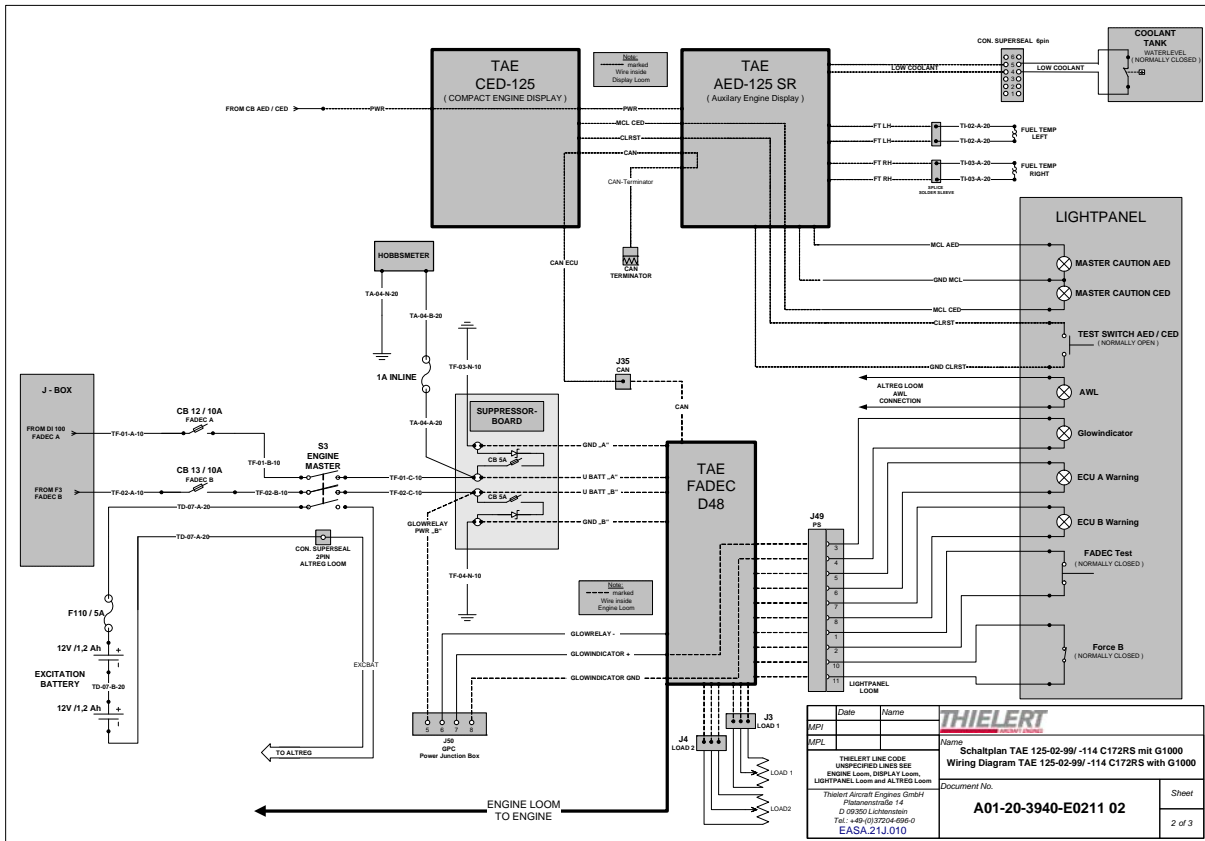 TAE
CED-125
( COMPACT ENGINE DISPLAY )
Note:
marked
Wire inside
Display Loom
TAE
AED-125 SR
( Auxilary Engine Display )
CON. SUPERSEAL 6pin
6
5
4
3
2
1
LOW COOLANT
LOW COOLANT
COOLANT
TANK
WATERLEVEL
( NORMALLY CLOSED )
FROM CB AED / CED
PWR
PWR
MCL CED
CLRST
CAN
CAN-Terminator
CAN
TERMINATOR
FT LH
TI-02-A-20
FT LH
TI-02-A-20
FUEL TEMP
LEFT
FT RH
TI-03-A-20
FT RH
TI-03-A-20
FUEL TEMP
RIGHT
SPLICE
SOLDER SLEEVE
LIGHTPANEL
MCL AED
MASTER CAUTION AED
GND MCL
MASTER CAUTION CED
MCL CED
CLRST
TEST SWITCH AED / CED
( NORMALLY OPEN )
GND CLRST
ALTREG LOOM
AWL
CONNECTION
AWL
Glowindicator
ECU A Warning
ECU B Warning
FADEC Test
( NORMALLY CLOSED )
Force B
( NORMALLY CLOSED )
HOBBSMETER
TA-04-N-20
TA-04-B-20
1A INLINE
TA-04-A-20
CAN ECU
J35
CAN
CAN
TF-03-N-10
SUPPRESSOR-
BOARD
CB 5A
CB 5A
GND „A"
U BATT „A"
U BATT „B"
GND „B"
TF-04-N-10
TAE
FADEC
D48
J - BOX
FROM DI 100
FADEC A
FROM F3
FADEC B
TF-01-A-10
CB 12 / 10A
FADEC A
TF-01-B-10
CB 13 / 10A
FADEC B
TF-02-A-10
TF-02-B-10
S3
ENGINE
MASTER
TF-01-C-10
TF-02-C-10
TD-07-A-20
TD-07-A-20
CON. SUPERSEAL
2PIN
ALTREG LOOM
GLOWRELAY
PWR „B"
F110 / 5A
12V /1,2 Ah
+
-
EXCITATION
BATTERY
TD-07-B-20
12V /1,2 Ah
+
-
EXCBAT
TO ALTREG
Note:
marked
Wire inside
Engine Loom
GLOWRELAY -
GLOWINDICATOR +
GLOWINDICATOR GND
5
6
7
8
J50
GPC
Power Junction Box
J49
PS
3
4
5
6
7
8
1
2
10
11
LIGHTPANEL
LOOM
J3
LOAD 1
J4
LOAD 2
LOAD 1
LOAD2
ENGINE LOOM
TO ENGINE
Date
Name
MPI
MPL
THIELERT LINE CODE
UNSPECIFIED LINES SEE
ENGINE Loom, DISPLAY Loom,
LIGHTPANEL Loom and ALTREG Loom
Thielert Aircraft Engines GmbH
Platanenstraße 14
D 09350 Lichtenstein
Tel.: +49-(0)37204-696-0
EASA.21J.010
THIELERT
AIRCRAFT ENGINES
Name
Schaltplan TAE 125-02-99/ -114 C172RS mit G1000
Wiring Diagram TAE 125-02-99/ -114 C172RS with G1000
Document No.
A01-20-3940-E0211 02
Sheet
2 of 3